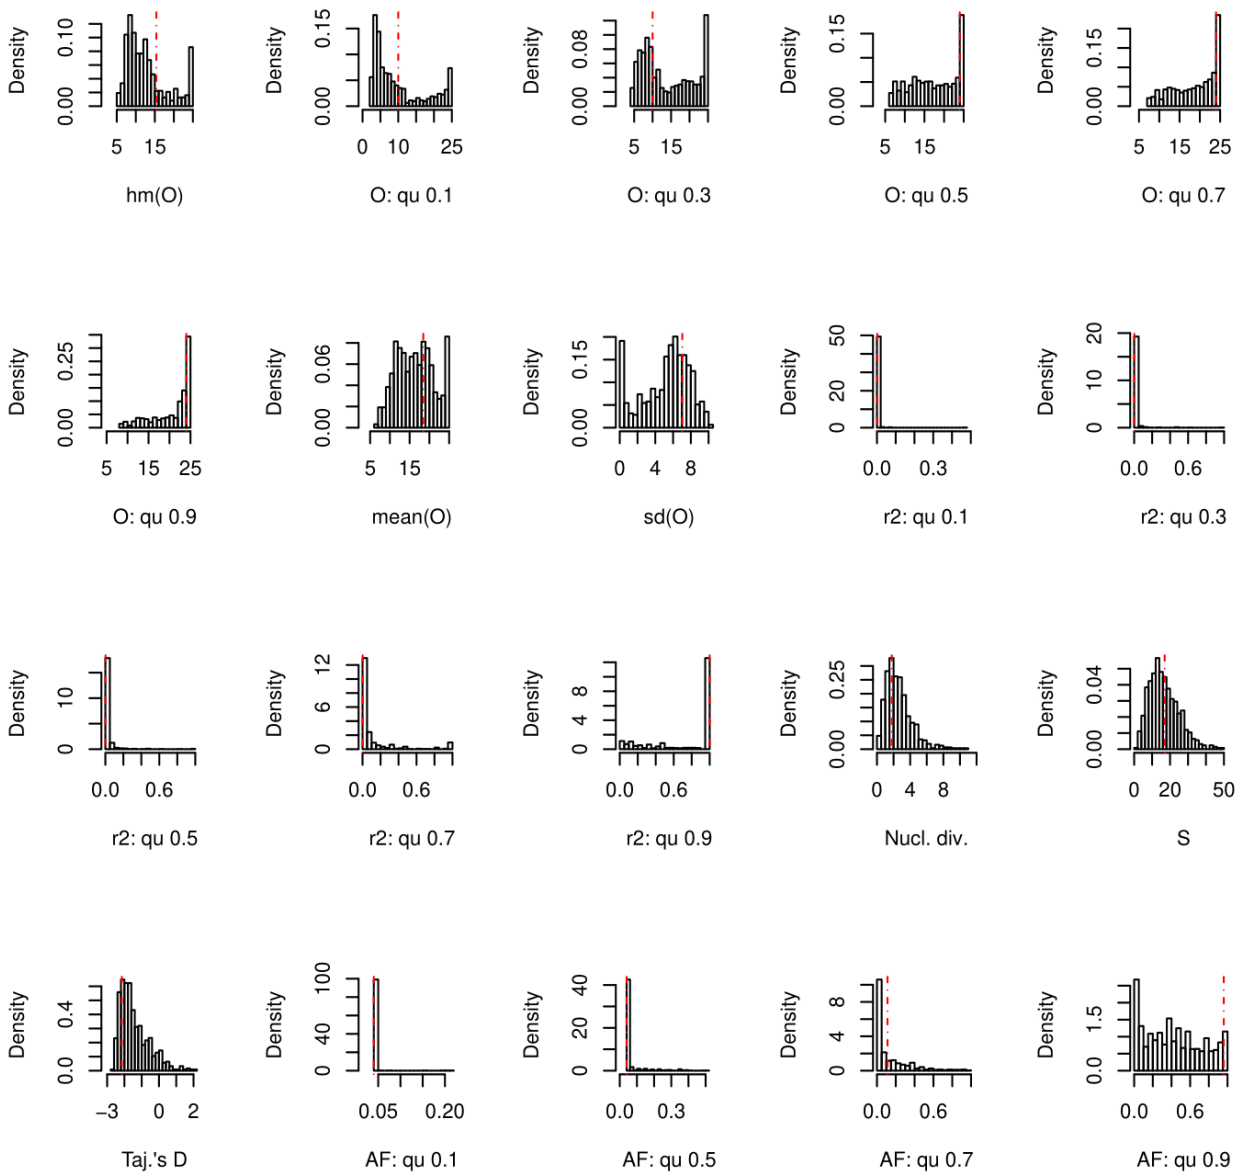 Density
0.00 0.10
5 15
hm(O)
Density
0.00 0.15
0 10 25
O: qu 0.1
Density
0.00 0.08
5 15 25
O: qu 0.3
Density
0.00 0.15
5 15
O: qu 0.5
Density
0.00 0.15
5 15 25
O: qu 0.7
Density
0.00 0.25
5 15 25
O: qu 0.9
Density
0.00 0.06
5 15
mean(O)
Density
0.00 0.15
0 4 8
sd(O)
Density
0 20 50
0.0 0.3
r2: qu 0.1
Density
0 10 20
0.0 0.6
r2: qu 0.3
Density
0 10
0.0 0.6
r2: qu 0.5
Density
0 6 12
0.0 0.6
r2: qu 0.7
Density
0 4 8
0.0 0.6
r2: qu 0.9
Density
0.00 0.25
0 4 8
Nucl. div.
Density
0.00 0.04
0 20 50
S
Density
0.0 0.4
−3 0 2
Taj.'s D
Density
0 40 100
0.05 0.20
AF: qu 0.1
Density
0 20 40
0.0 0.3
AF: qu 0.5
Density
0 4 8
0.0 0.6
AF: qu 0.7
Density
0.0 1.5
0.0 0.6
AF: qu 0.9